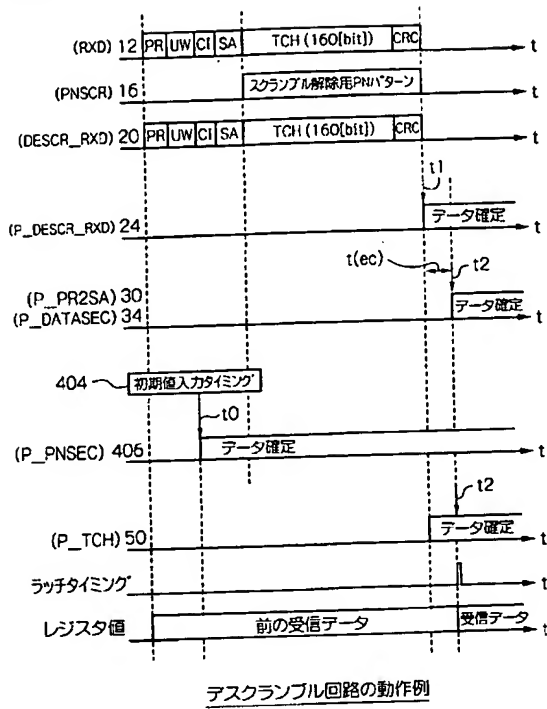 (RXD) 12 PR UW CI SA TCH (160[bit]) CRC t
(PNSCR) 16 スクランブル解除用PNパターン t
(DESCR_RXD) 20 PR UW CI SA TCH (160[bit]) CRC t
t1
(P_DESCR_RXD) 24 データ確定 t
t(ec) t2
(P_PR2SA) 30 データ確定
(P_DATASEC) 34 t
404 初期値入力タイミング
t0
(P_PNSEC) 406 データ確定 t
t2
(P_TCH) 50 データ確定 t
ラッチタイミング t
レジスタ値 前の受信データ 受信データ t
デスクランブル回路の動作例